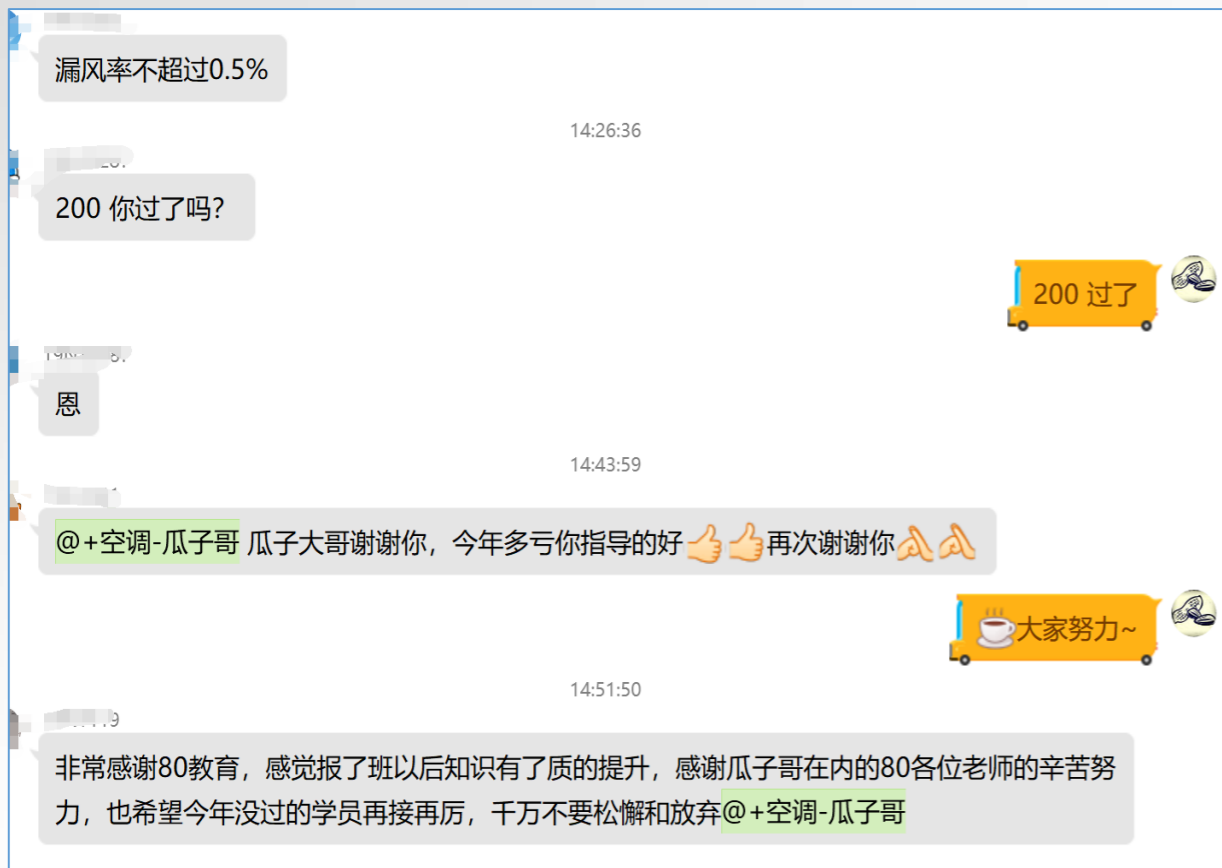 漏风率不超过0.5%
14:26:36
200 你过了吗？
200 过了
恩
14:43:59
@+空调-瓜子哥 瓜子大哥谢谢你，今年多亏你指导的好👍👍再次谢谢你
大家努力~
14:51:50
非常感谢80教育，感觉报了班以后知识有了质的提升，感谢瓜子哥在内的80各位老师的辛苦努
力，也希望今年没过的学员再接再厉，千万不要松懈和放弃@+空调-瓜子哥